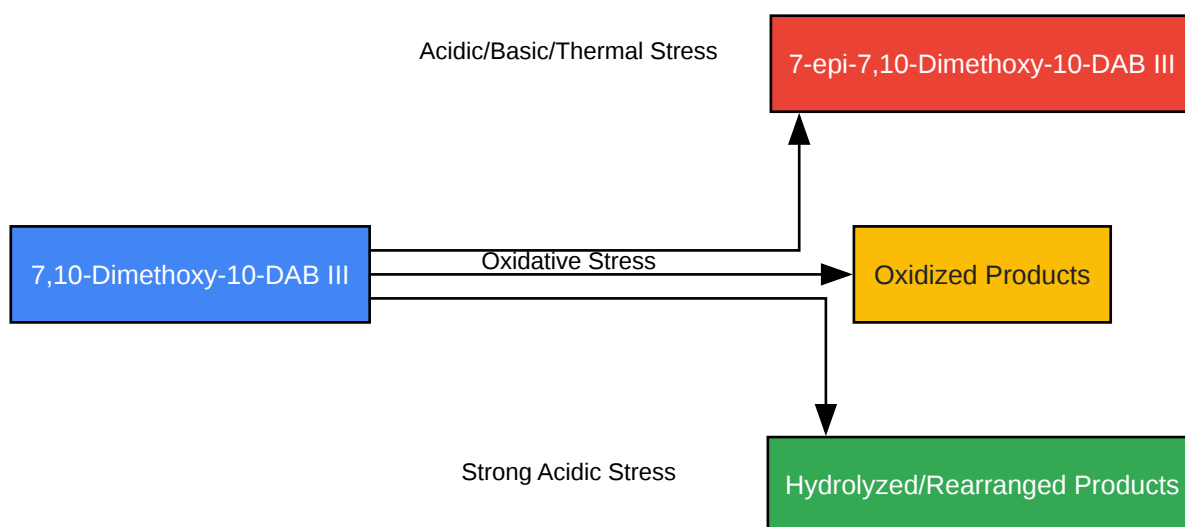 Acidic/Basic/Thermal Stress
7-epi-7,10-Dimethoxy-10-DAB III
7,10-Dimethoxy-10-DAB III
Oxidative Stress
Oxidized Products
Strong Acidic Stress
Hydrolyzed/Rearranged Products